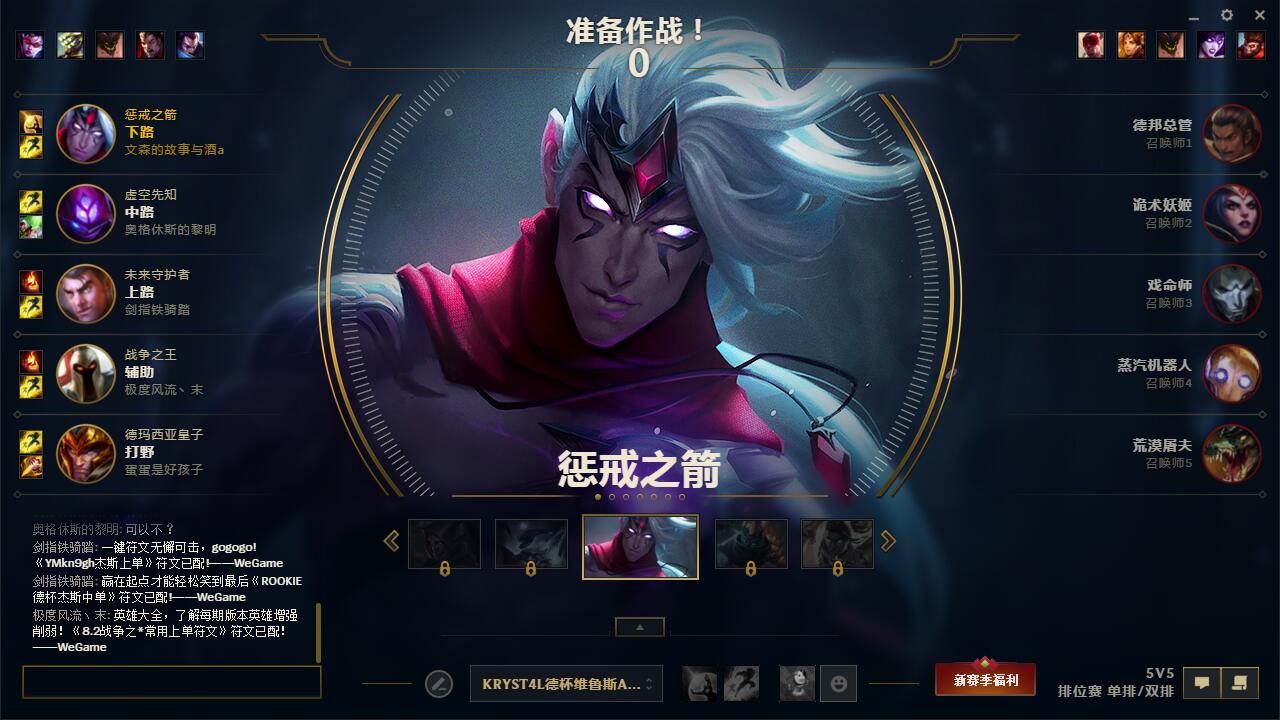 准备作战！
0
惩戒之箭
下路
文森的故事与酒a
虚空先知
中路
奥格休斯的黎明
未来守护者
上路
剑指铁骑踏
战争之王
辅助
极度风流丶末
德玛西亚皇子
打野
蛋蛋是好孩子
德邦总管
召唤师1
诡术妖姬
召唤师2
戏命师
召唤师3
蒸汽机器人
召唤师4
荒漠屠夫
召唤师5
惩戒之箭
奥格休斯的黎明: 可以不？
剑指铁骑踏: 一键符文无懈可击，gogogo!
《YMkn9gh杰斯上单》符文已配!——WeGame
剑指铁骑踏: 赢在起点才能轻松笑到最后《ROOKIE
德杯杰斯中单》符文已配!——WeGame
极度风流丶末: 英雄大全，了解每期版本英雄增强
削弱！《8.2战争之*常用上单符文》符文已配！
——WeGame
KRYST4L德杯维鲁斯A...
新赛季福利
5V5
排位赛 单排/双排